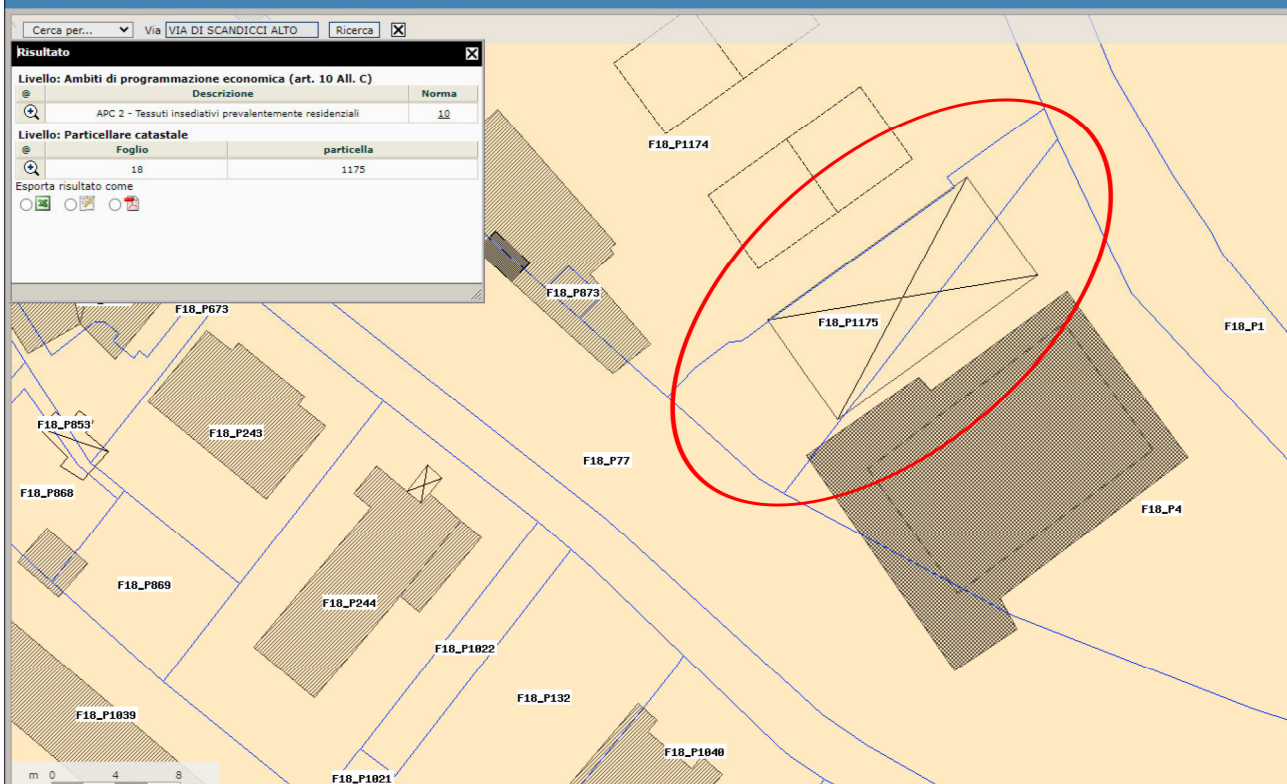 Cerca per... Via VIA DI SCANDICCI ALTO Ricerca
Risultato
Livello: Ambiti di programmazione economica (art. 10 All. C)
@ Descrizione Norma
APC 2 - Tessuti insediativi prevalentemente residenziali 10
Livello: Particellare catastale
@ Foglio particella
18 1175
Esporta risultato come
F18_P1174
F18_P873
F18_P673
F18_P1175
F18_P1
F18_P853
F18_P243
F18_P77
F18_P868
F18_P4
F18_P869
F18_P244
F18_P1022
F18_P132
F18_P1039
F18_P1040
m 0 4 8
F18_P1021